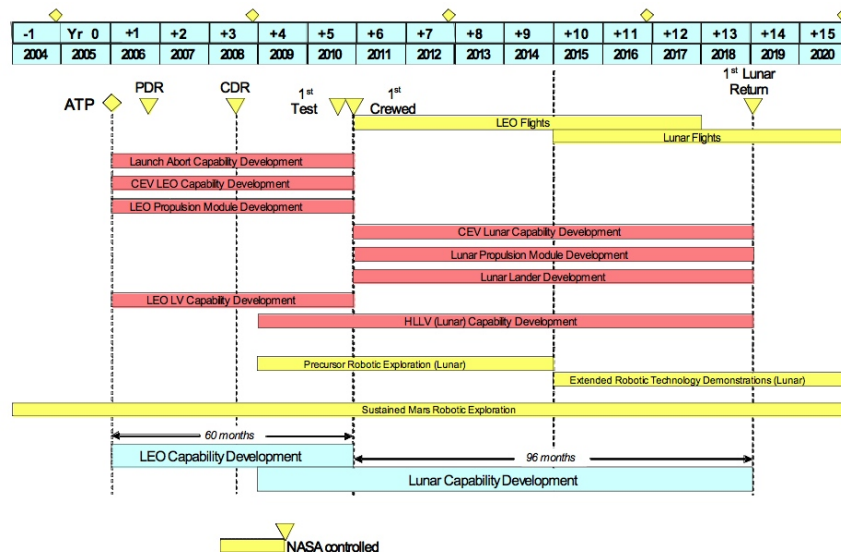 -1 Yr 0 +1 +2 +3 +4 +5 +6 +7 +8 +9 +10 +11 +12 +13 +14 +15
2004 2005 2006 2007 2008 2009 2010 2011 2012 2013 2014 2015 2016 2017 2018 2019 2020
ATP
PDR
CDR
1st
Test
1st
Crewed
1st Lunar
Return
LEO Flights
Lunar Flights
Launch Abort Capability Development
CEV LEO Capability Development
LEO Propulsion Module Development
CEV Lunar Capability Development
Lunar Propulsion Module Development
Lunar Lander Development
LEO LV Capability Development
HLLV (Lunar) Capability Development
Precursor Robotic Exploration (Lunar)
Extended Robotic Technology Demonstrations (Lunar)
Sustained Mars Robotic Exploration
60 months
LEO Capability Development
96 months
Lunar Capability Development
NASA controlled